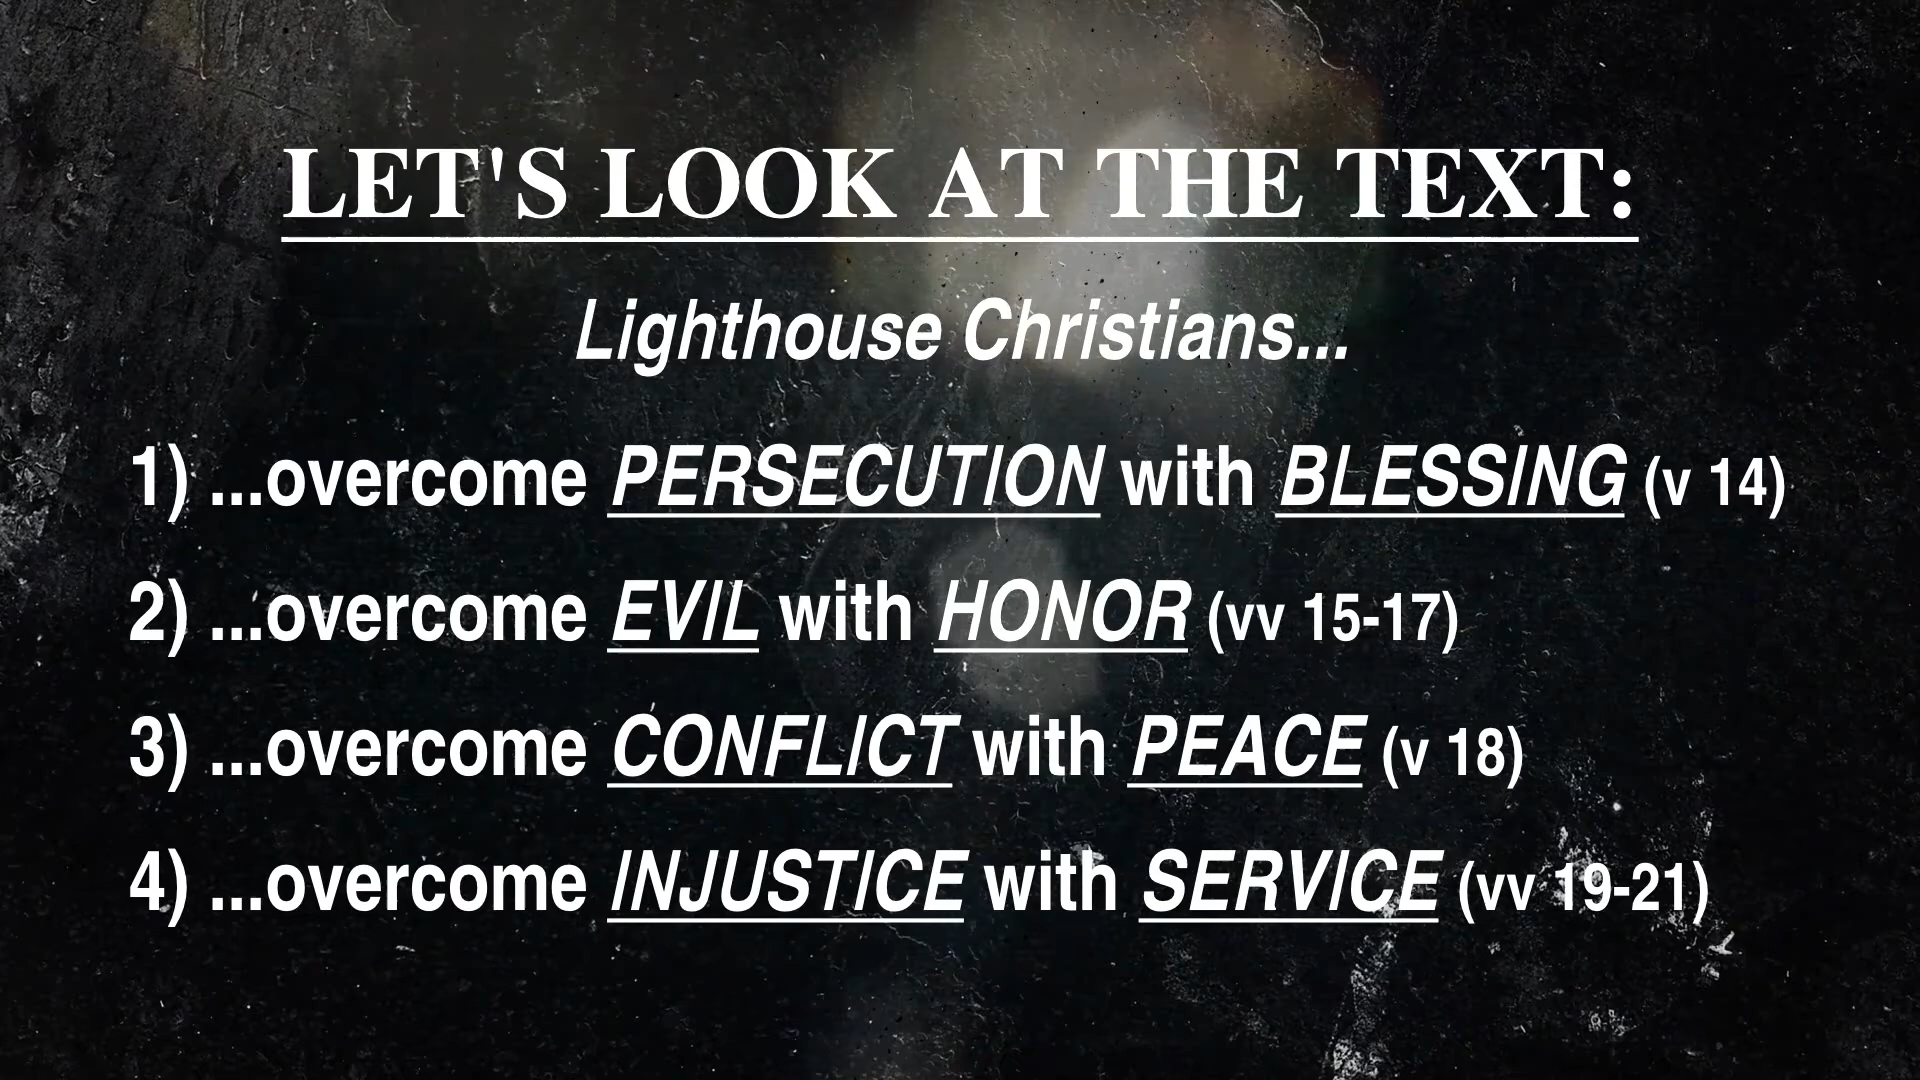 LET'S LOOK AT THE TEXT:
Lighthouse Christians...
1) ...overcome PERSECUTION with BLESSING (v 14)
2) ...overcome EVIL with HONOR (vv 15-17)
3) ...overcome CONFLICT with PEACE (v 18)
4) ...overcome INJUSTICE with SERVICE (vv 19-21)